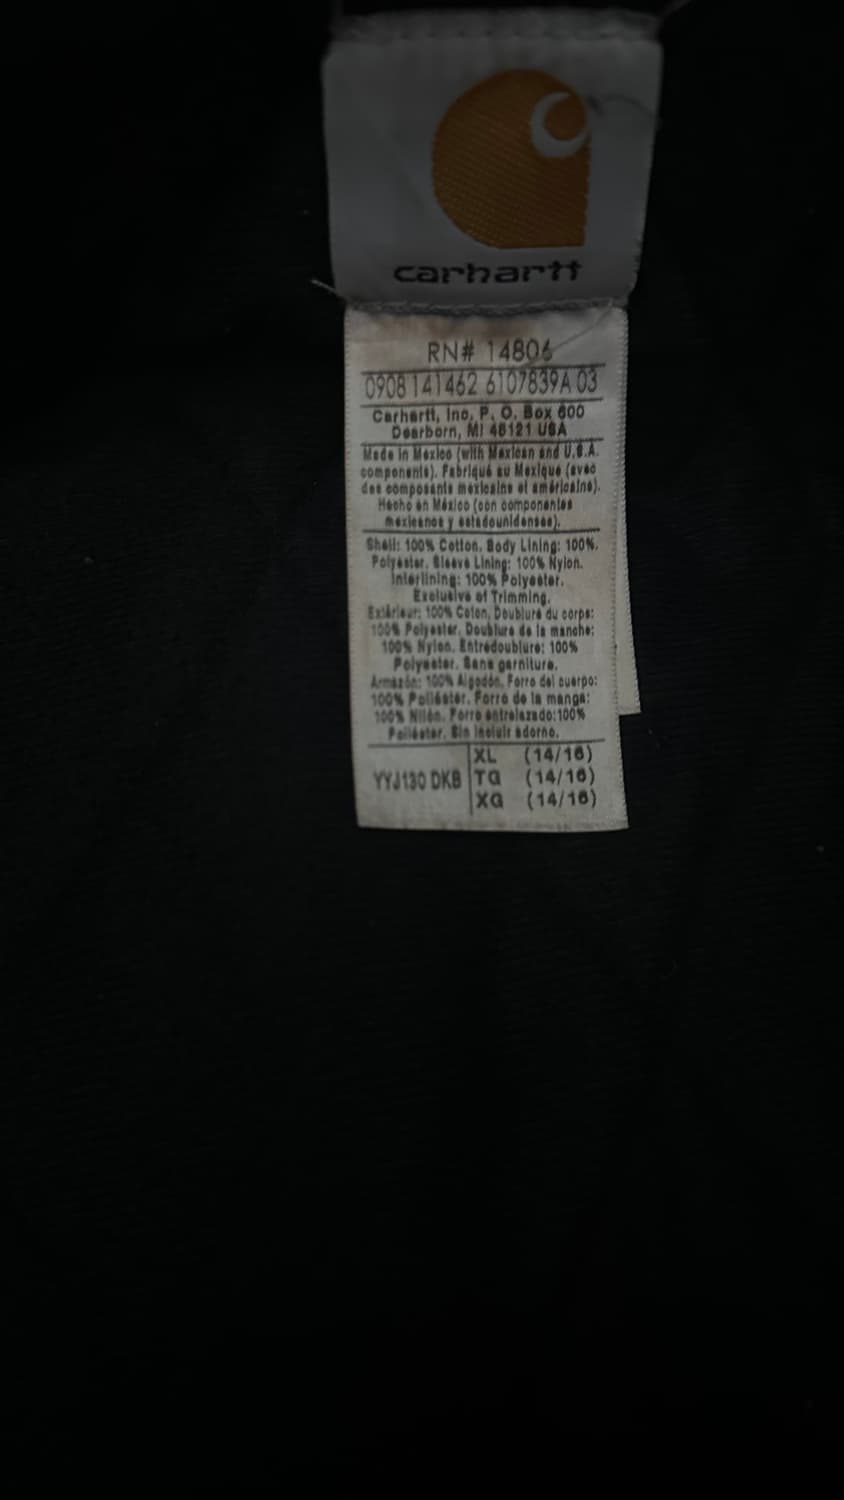 carhartt
RN# 14806
0908141462 6107839A 03
Carhartt, Inc, P. O. Box 600
Dearborn, MI 48121 USA
Made in Mexico (with Mexican and U.S.A.
components). Fabriqué au Mexique (avec
des composants mexicains et américains).
Hecho en México (con componentes
mexicanos y estadounidenses).
Shell: 100% Cotton. Body Lining: 100%.
Polyester. Sleeve Lining: 100% Nylon.
Interlining: 100% Polyester.
Exclusive of Trimming.
Extérieur: 100% Coton, Doublure du corps:
100% Polyester. Doublure de la manche:
100% Nylon. Entredoublure: 100%
Polyester. Sans garniture.
Armazón: 100% Algodón. Forro del cuerpo:
100% Poliéster. Forro de la manga:
100% Nilón. Forro entrelazado:100%
Poliéster. Sin incluir adorno.
XL (14/16)
YYJ130 DKB TG (14/16)
XG (14/16)